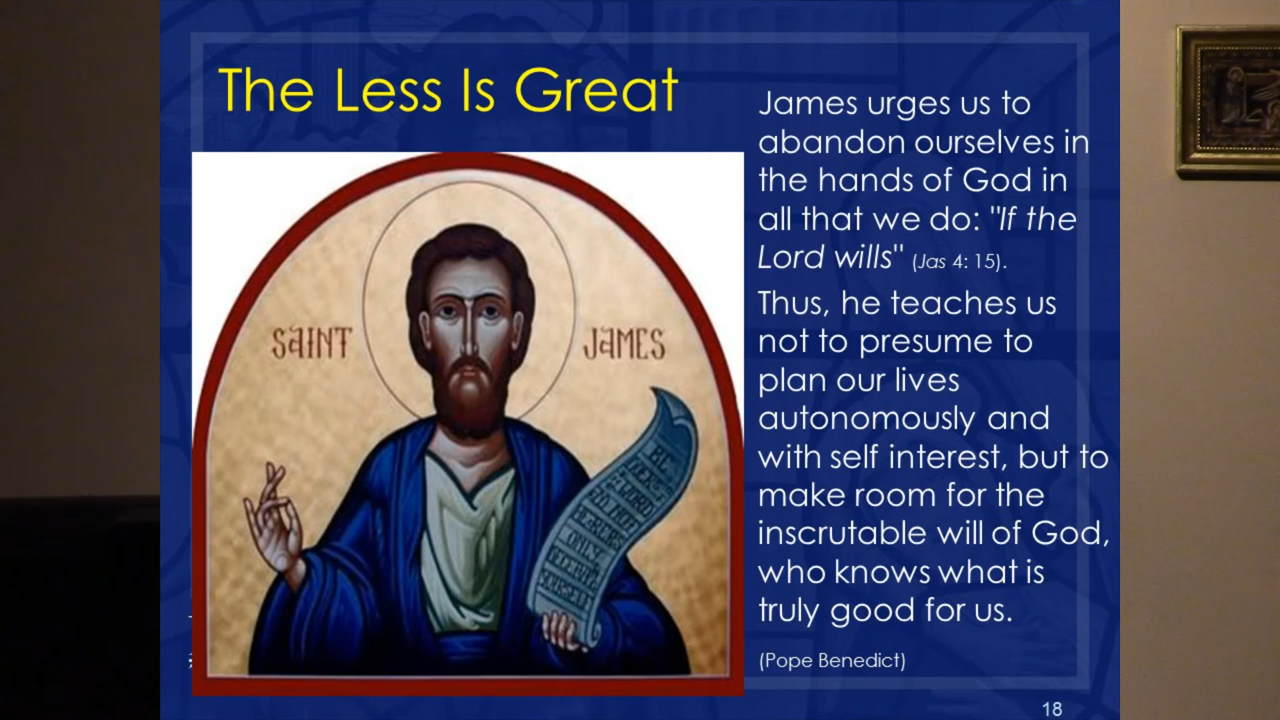 The Less Is Great
SAINT JAMES
James urges us to
abandon ourselves in
the hands of God in
all that we do: "If the
Lord wills" (Jas 4: 15).
Thus, he teaches us
not to presume to
plan our lives
autonomously and
with self interest, but to
make room for the
inscrutable will of God,
who knows what is
truly good for us.
(Pope Benedict)
18